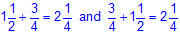 1 1/2 + 3/4 = 2 1/4 and 3/4 + 1 1/2 = 2 1/4